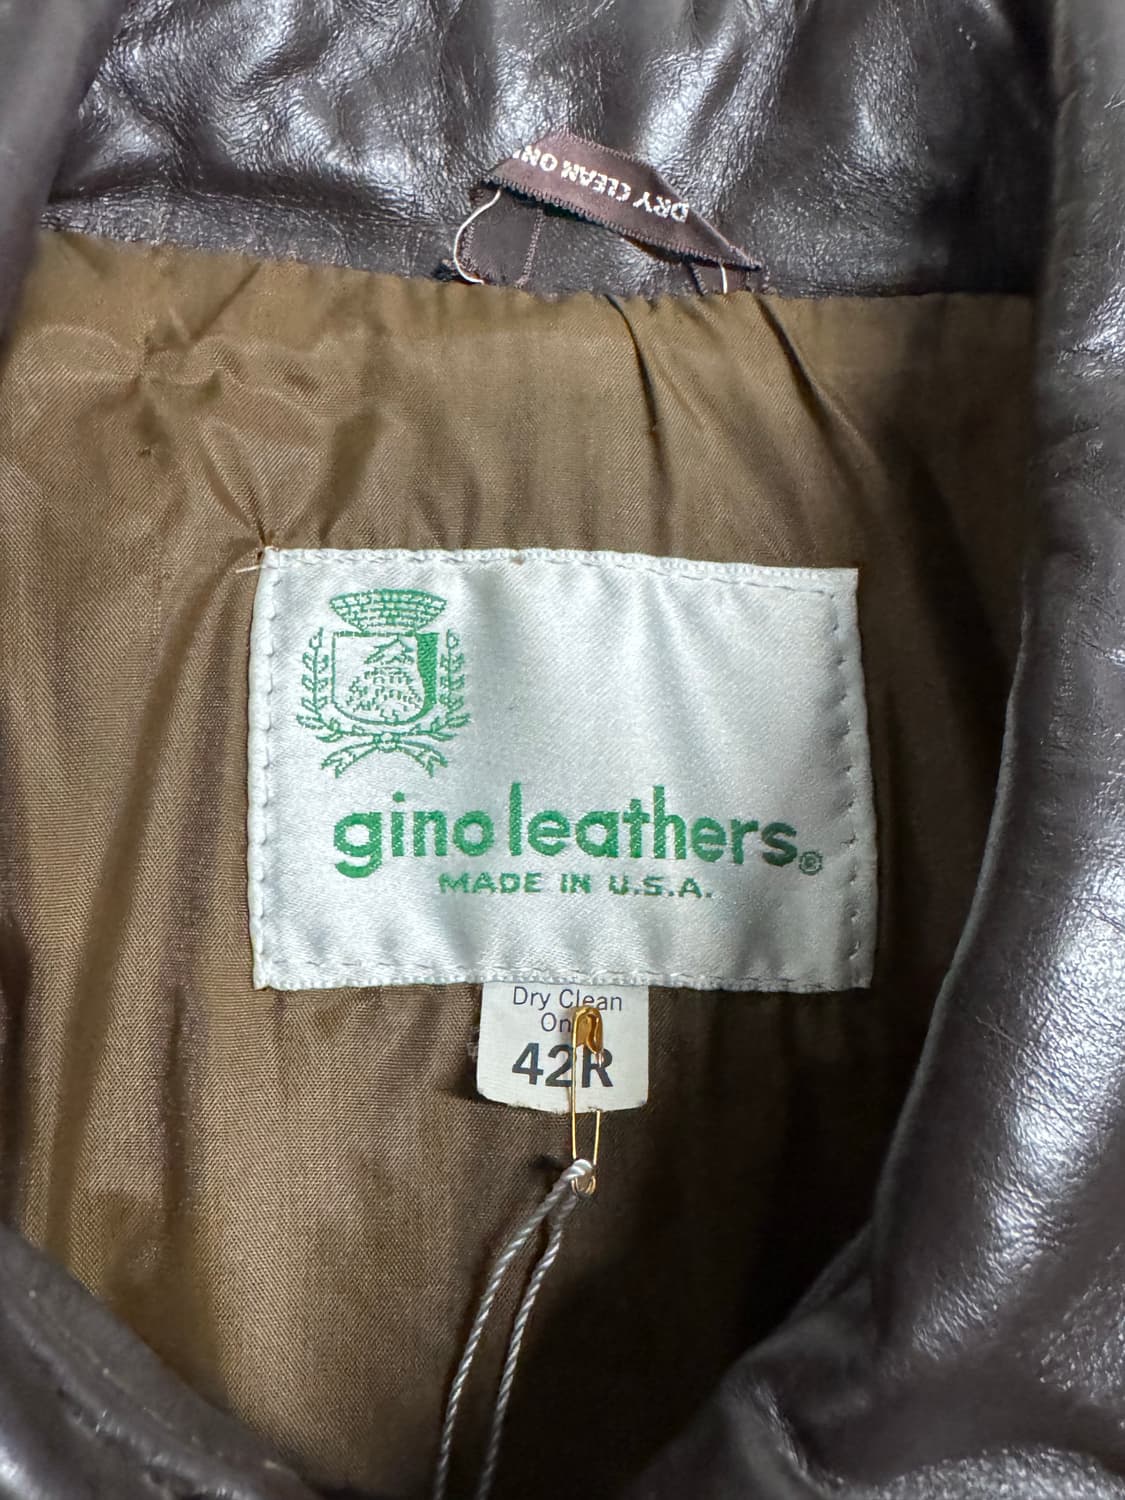 DRY CLEAN ON
gino leathers®
MADE IN U.S.A.
Dry Clean
On
42R